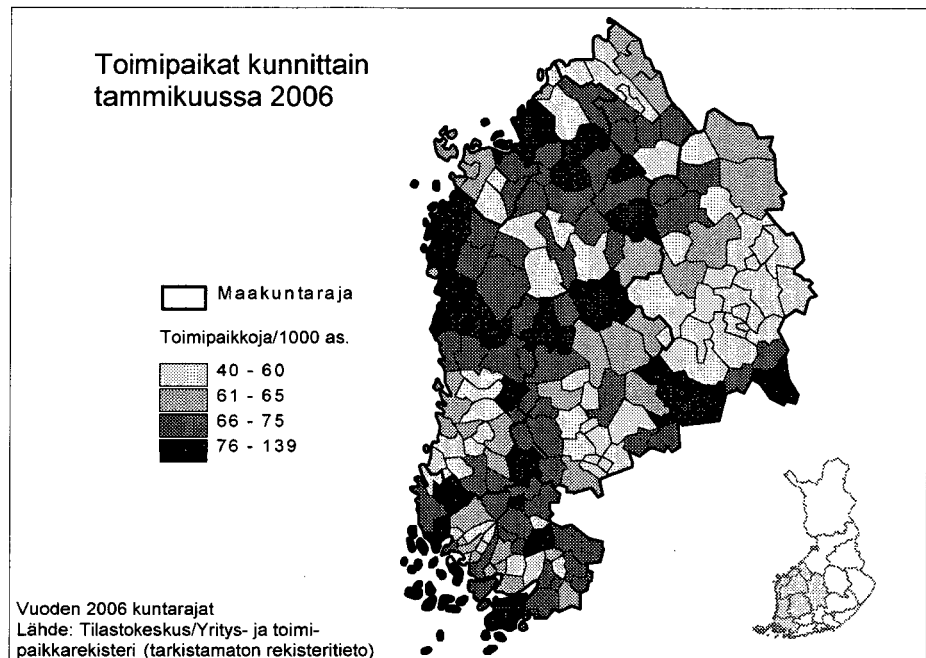 Toimipaikat kunnittain
tammikuussa 2006
Maakuntaraja
Toimipaikkoja/1000 as.
40 - 60
61 - 65
66 - 75
76 - 139
Vuoden 2006 kuntarajat
Lähde: Tilastokeskus/Yritys- ja toimi-
paikkarekisteri (tarkistamaton rekisteritieto)